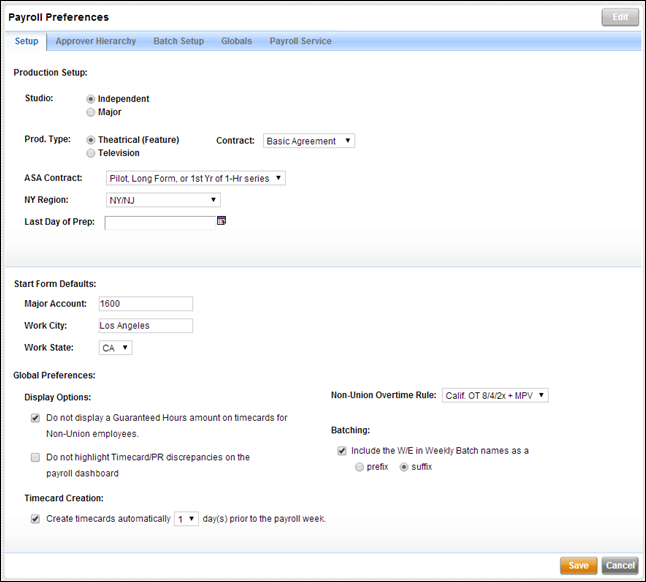 Payroll Preferences
Edit
Setup Approver Hierarchy Batch Setup Globals Payroll Service
Production Setup:
Studio: Independent
Major
Prod. Type: Theatrical (Feature) Contract: Basic Agreement
Television
ASA Contract: Pilot, Long Form, or 1st Yr of 1-Hr series
NY Region: NY/NJ
Last Day of Prep:
Start Form Defaults:
Major Account: 1600
Work City: Los Angeles
Work State: CA
Global Preferences:
Display Options:
Do not display a Guaranteed Hours amount on timecards for
Non-Union employees.
Do not highlight Timecard/PR discrepancies on the
payroll dashboard
Non-Union Overtime Rule: Calif. OT 8/4/2x + MPV
Batching:
Include the W/E in Weekly Batch names as a
prefix suffix
Timecard Creation:
Create timecards automatically 1 day(s) prior to the payroll week.
Save Cancel